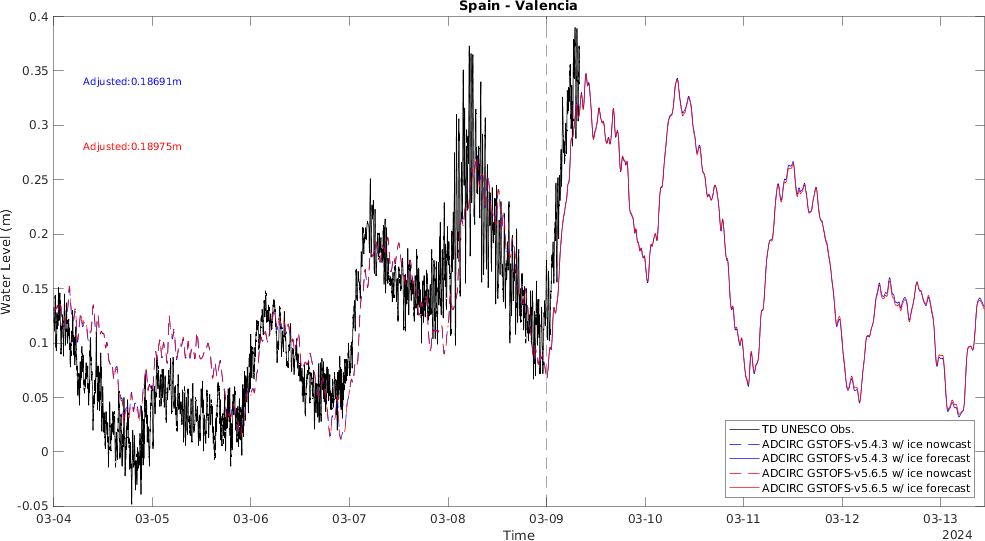 Spain - Valencia
0.4
0.35
0.3
0.25
0.2
0.15
0.1
0.05
0
-0.05
Water Level (m)
Adjusted:0.18691m
Adjusted:0.18975m
TD UNESCO Obs.
ADCIRC GSTOFS-v5.4.3 w/ ice nowcast
ADCIRC GSTOFS-v5.4.3 w/ ice forecast
ADCIRC GSTOFS-v5.6.5 w/ ice nowcast
ADCIRC GSTOFS-v5.6.5 w/ ice forecast
03-04 03-05 03-06 03-07 03-08 03-09 03-10 03-11 03-12 03-13
Time
2024